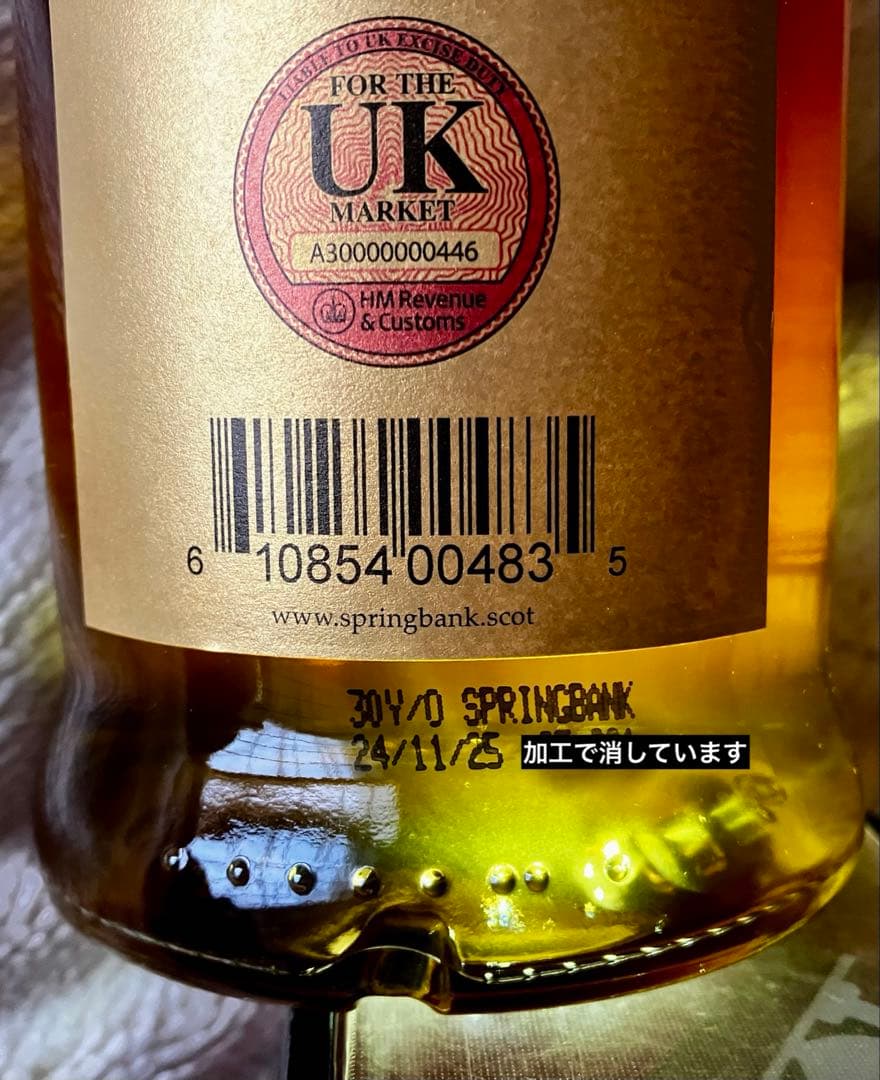 LIABLE TO UK EXCISE DUTY
FOR THE
UK
MARKET
A30000000446
HM Revenue
& Customs
6 10854 00483 5
www.springbank.scot
30Y/O SPRINGBANK
24/11/25
加工で消しています